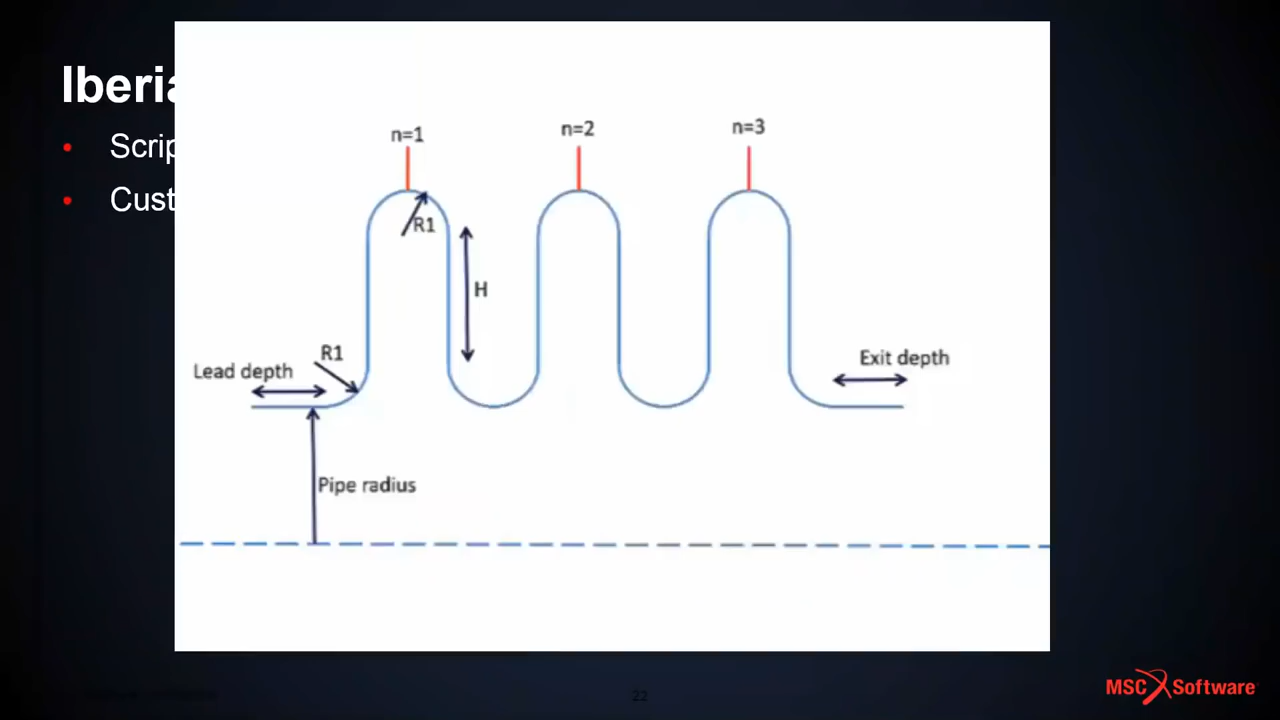 Iberia
Scrip
Cust
n=1
n=2
n=3
R1
H
R1
Lead depth
Exit depth
Pipe radius
22
MSC Software